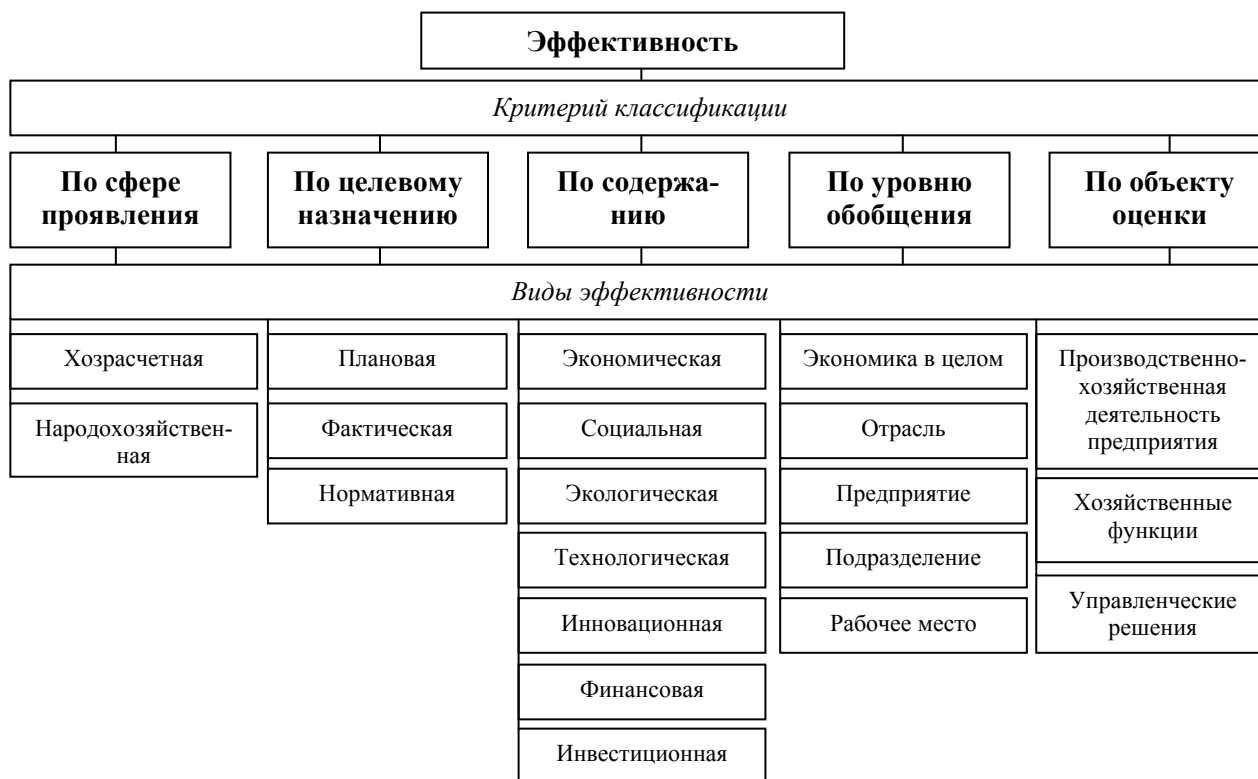 Эффективность
Критерий классификации
По сфере
проявления
По целевому
назначению
По содержа-
нию
По уровню
обобщения
По объекту
оценки
Виды эффективности
Хозрасчетная
Народохозяйствен-
ная
Плановая
Фактическая
Нормативная
Экономическая
Социальная
Экологическая
Технологическая
Инновационная
Финансовая
Инвестиционная
Экономика в целом
Отрасль
Предприятие
Подразделение
Рабочее место
Производственно-
хозяйственная
деятельность
предприятия
Хозяйственные
функции
Управленческие
решения